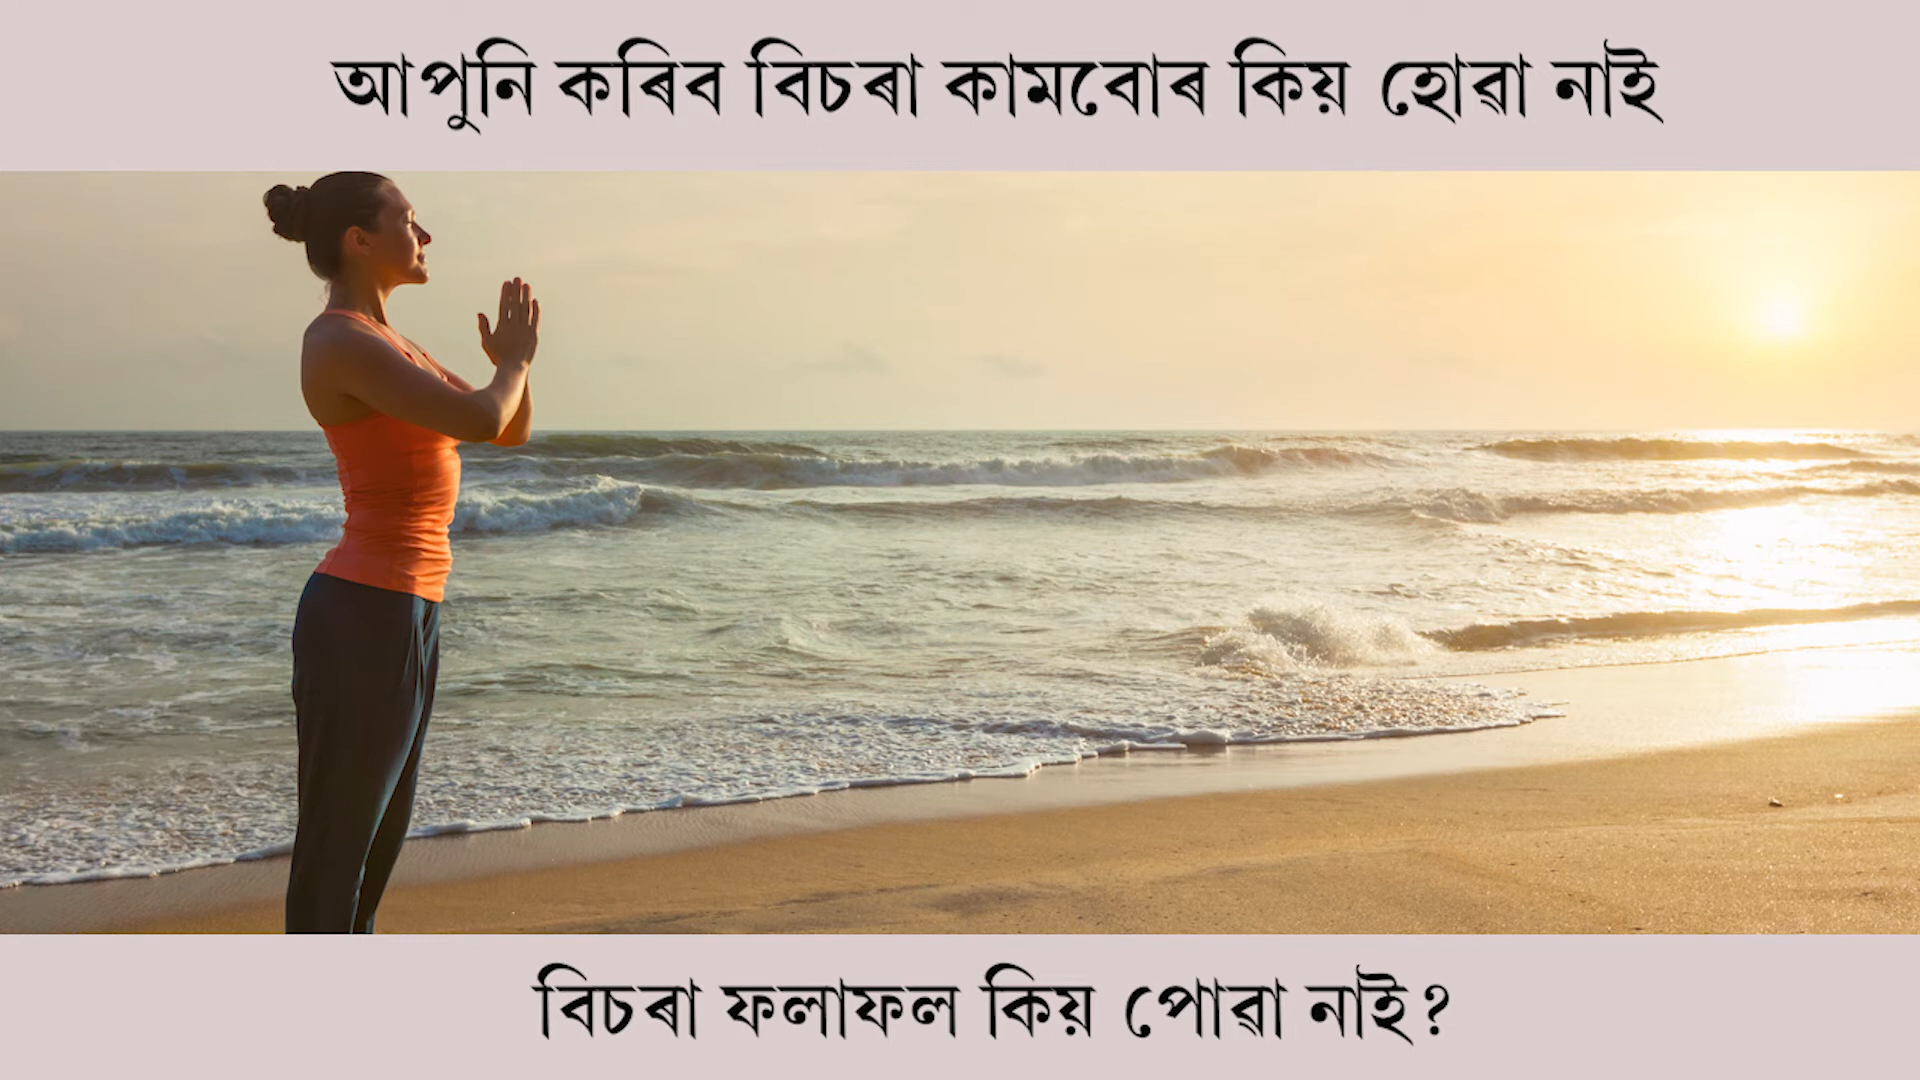 আপুনি কৰিব বিচৰা কামবোৰ কিয় হোৱা নাই
বিচৰা ফলাফল কিয় পোৱা নাই?